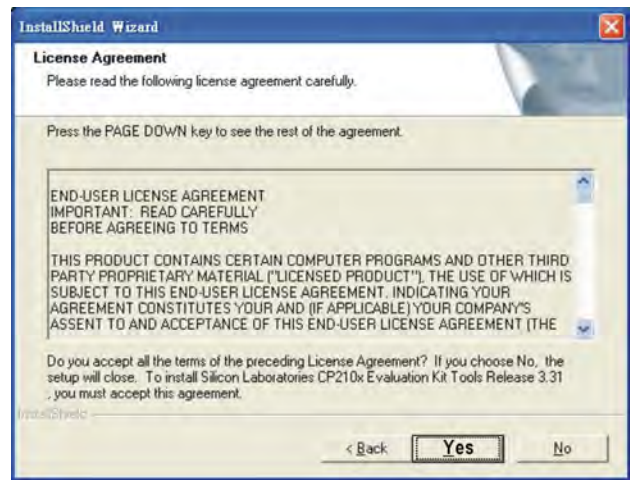 InstallShield Wizard
License Agreement
Please read the following license agreement carefully.
Press the PAGE DOWN key to see the rest of the agreement.
END-USER LICENSE AGREEMENT
IMPORTANT: READ CAREFULLY
BEFORE AGREEING TO TERMS
THIS PRODUCT CONTAINS CERTAIN COMPUTER PROGRAMS AND OTHER THIRD
PARTY PROPRIETARY MATERIAL ("LICENSED PRODUCT"), THE USE OF WHICH IS
SUBJECT TO THIS END-USER LICENSE AGREEMENT. INDICATING YOUR
AGREEMENT CONSTITUTES YOUR AND (IF APPLICABLE) YOUR COMPANY'S
ASSENT TO AND ACCEPTANCE OF THIS END-USER LICENSE AGREEMENT (THE
Do you accept all the terms of the preceding License Agreement? If you choose No, the
setup will close. To install Silicon Laboratories CP210x Evaluation Kit Tools Release 3.31
, you must accept this agreement.
InstallShield
< Back Yes No